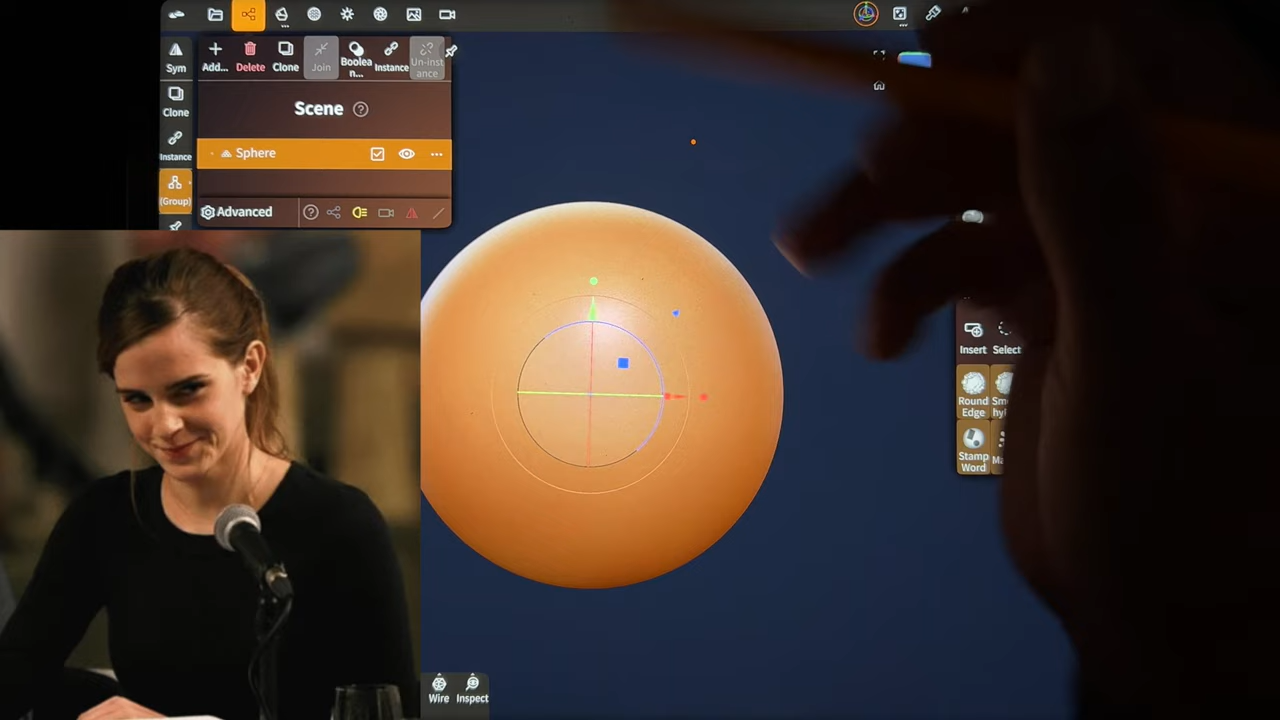 Sym
Add...
Delete
Clone
Join
Boolea
n...
Instance
Un-inst
ance
Clone
Scene
Instance
Sphere
(Group)
Advanced
Insert
Select
Round
Edge
Stamp
Word
Wire
Inspect